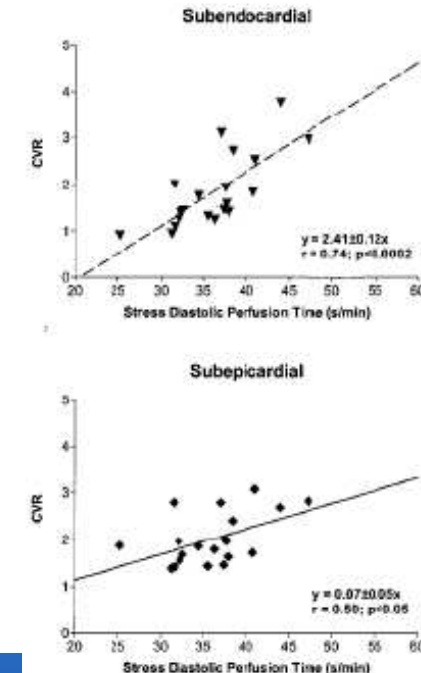 Subendocardial
5
4
3
2
1
0
CVR
y = 2.41±0.12x
r = 0.74; p<0.0002
20 25 30 35 40 45 50 55 60
Stress Diastolic Perfusion Time (s/min)
Subepicardial
5
4
3
2
1
0
CVR
y = 0.07±0.05x
r = 0.50; p<0.05
20 25 30 35 40 45 50 55 60
Stress Diastolic Perfusion Time (s/min)